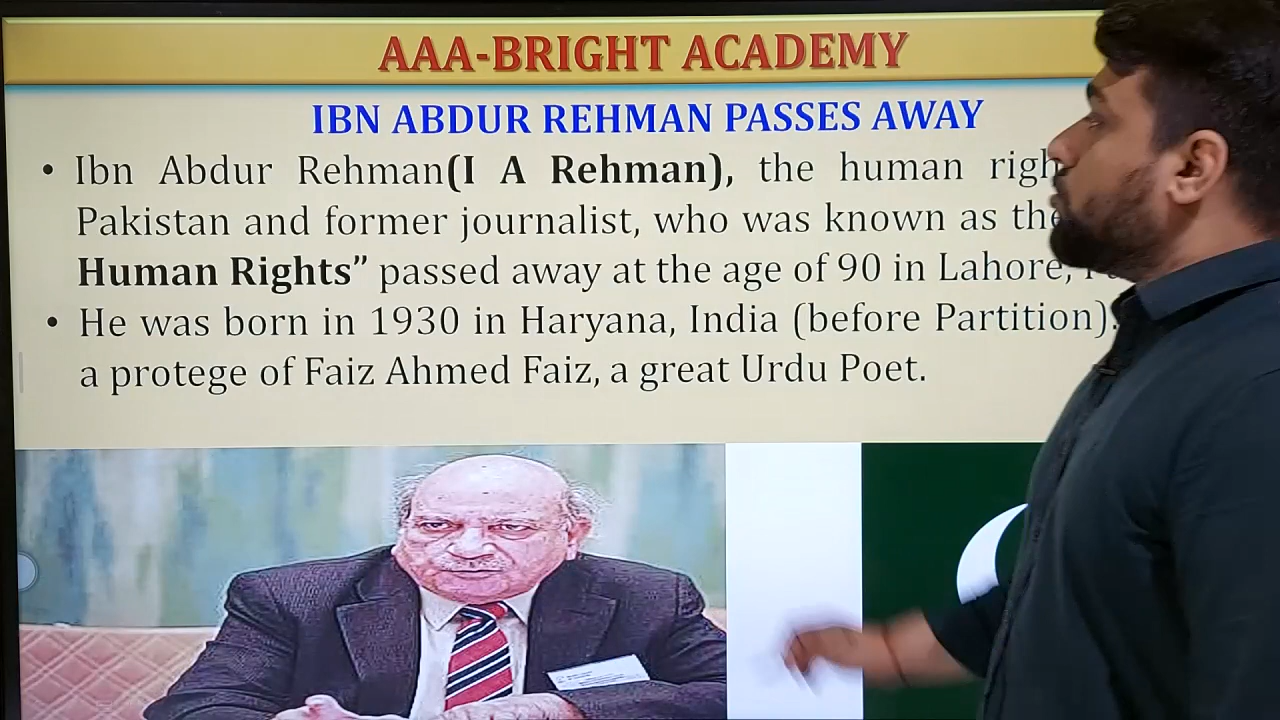 AAA-BRIGHT ACADEMY
IBN ABDUR REHMAN PASSES AWAY
• Ibn Abdur Rehman(I A Rehman), the human
Pakistan and former journalist, who was known as the
Human Rights” passed away at the age of 90 in Lahore,
• He was born in 1930 in Haryana, India (before Partition).
a protege of Faiz Ahmed Faiz, a great Urdu Poet.